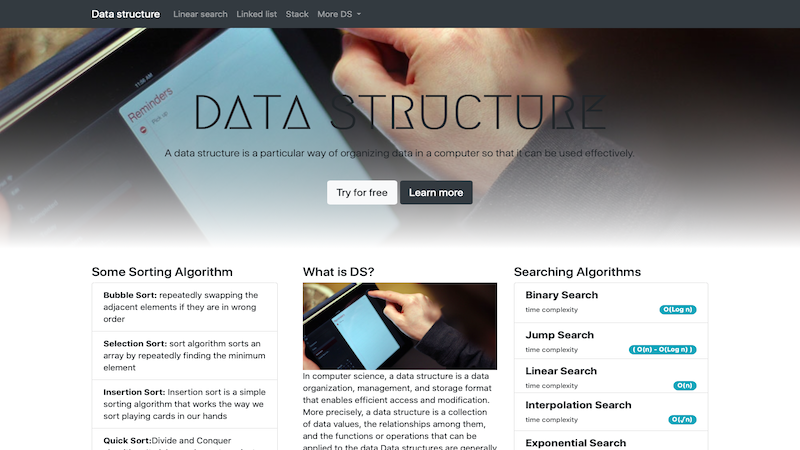 Data structure Linear search Linked list Stack More DS
11:59 AM
Reminders
Pick up
DATA STRUCTURE
A data structure is a particular way of organizing data in a computer so that it can be used effectively.
Try for free Learn more
Some Sorting Algorithm
Bubble Sort: repeatedly swapping the
adjacent elements if they are in wrong
order
Selection Sort: sort algorithm sorts an
array by repeatedly finding the minimum
element
Insertion Sort: Insertion sort is a simple
sorting algorithm that works the way we
sort playing cards in our hands
Quick Sort:Divide and Conquer
What is DS?
In computer science, a data structure is a data
organization, management, and storage format
that enables efficient access and modification.
More precisely, a data structure is a collection
of data values, the relationships among them,
and the functions or operations that can be
applied to the data Data structures are generally
Searching Algorithms
Binary Search
time complexity O(Log n)
Jump Search
time complexity ( O(n) - O(Log n) )
Linear Search
time complexity O(n)
Interpolation Search
time complexity O(√n)
Exponential Search